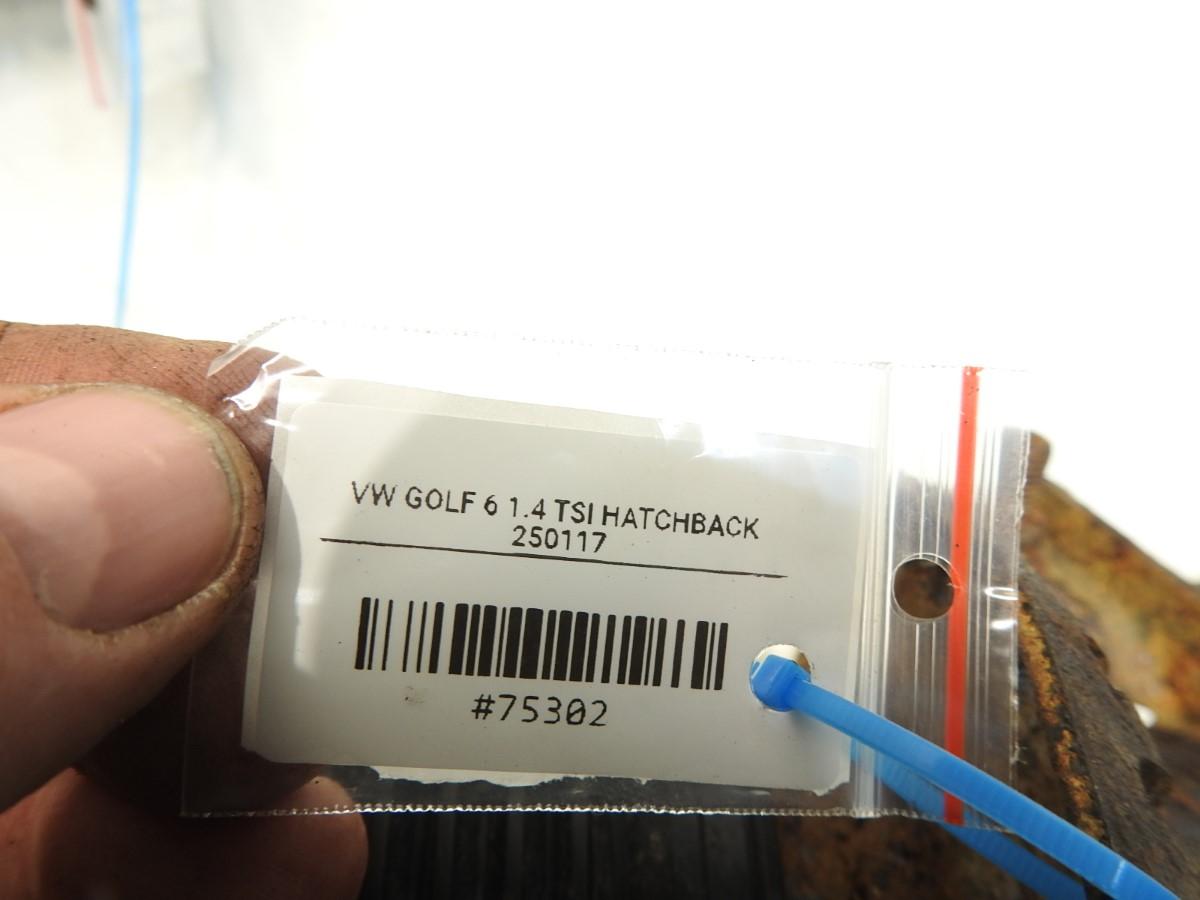 VW GOLF 6 1.4 TSI HATCHBACK
250117
#75302